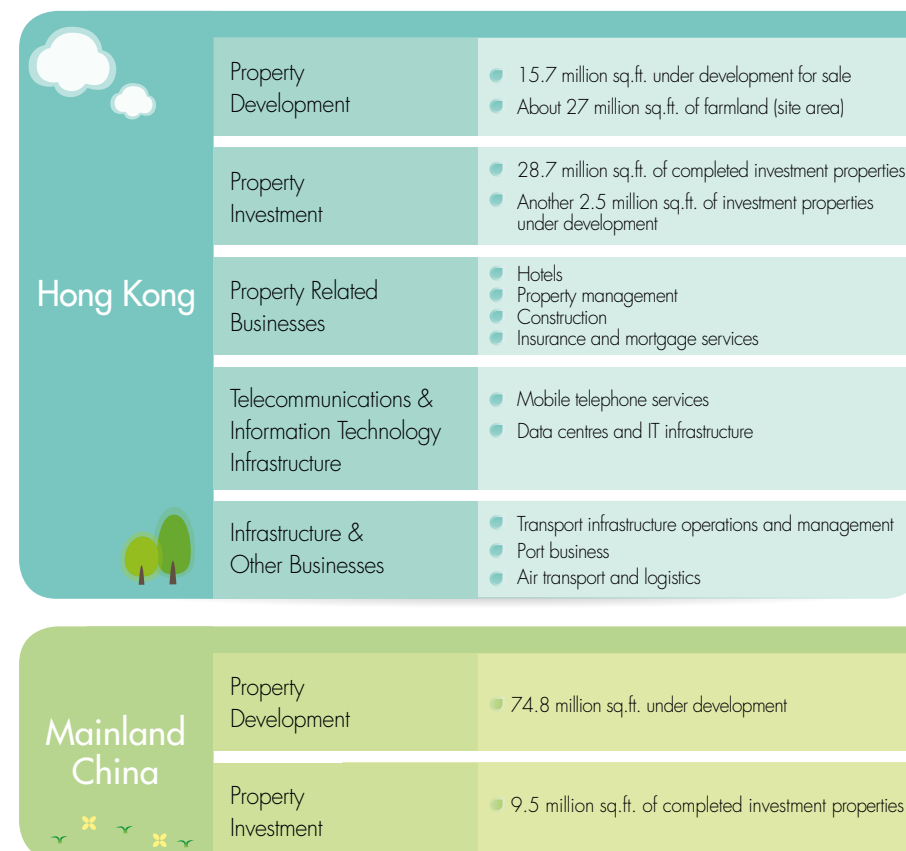 Hong Kong
Property
Development
15.7 million sq.ft. under development for sale
About 27 million sq.ft. of farmland (site area)
Property
Investment
28.7 million sq.ft. of completed investment properties
Another 2.5 million sq.ft. of investment properties
under development
Property Related
Businesses
Hotels
Property management
Construction
Insurance and mortgage services
Telecommunications &
Information Technology
Infrastructure
Mobile telephone services
Data centres and IT infrastructure
Infrastructure &
Other Businesses
Transport infrastructure operations and management
Port business
Air transport and logistics
Mainland
China
Property
Development
74.8 million sq.ft. under development
Property
Investment
9.5 million sq.ft. of completed investment properties